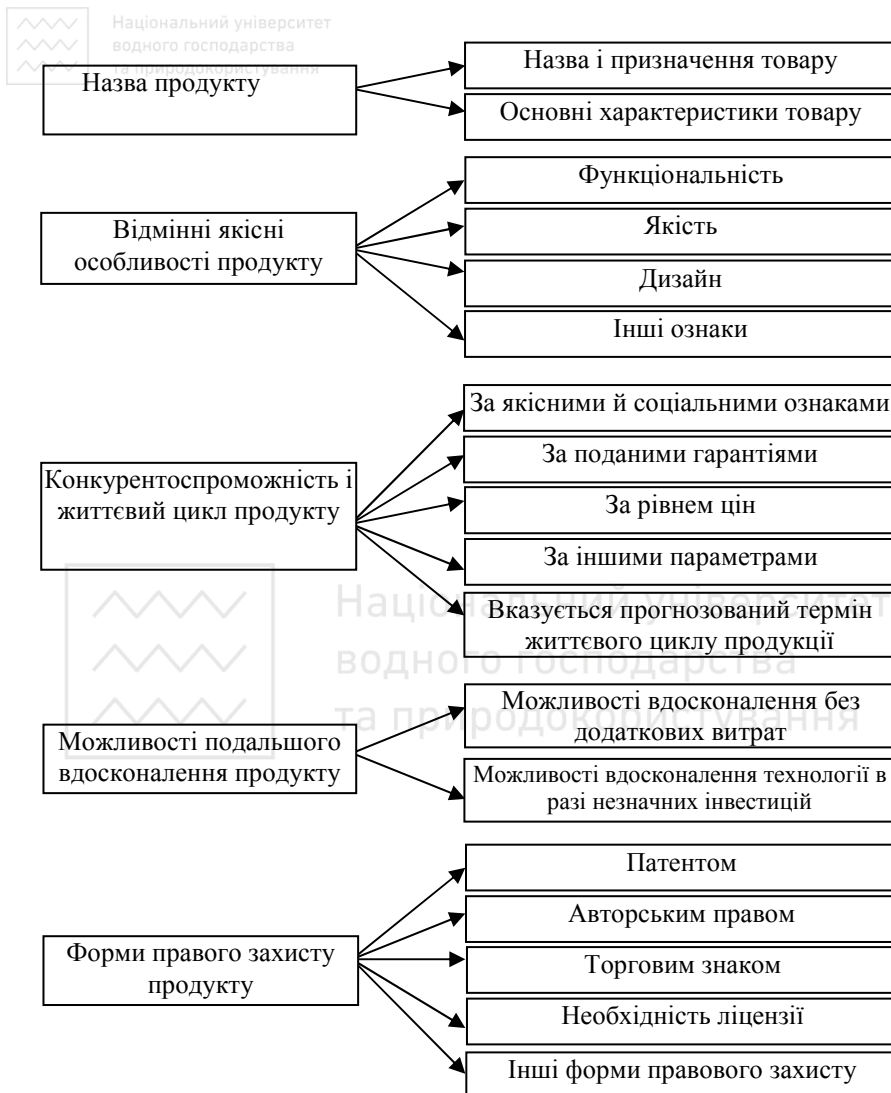 Національний університет
водного господарства
та природокористування
Назва продукту
Назва і призначення товару
Основні характеристики товару
Відмінні якісні
особливості продукту
Функціональність
Якість
Дизайн
Інші ознаки
Конкурентоспроможність і
життєвий цикл продукту
За якісними й соціальними ознаками
За поданими гарантіями
За рівнем цін
За іншими параметрами
Вказується прогнозований термін
життєвого циклу продукції
Національний університет
водного господарства
та природокористування
Можливості подальшого
вдосконалення продукту
Можливості вдосконалення без
додаткових витрат
Можливості вдосконалення технології в
разі незначних інвестицій
Форми правого захисту
продукту
Патентом
Авторським правом
Торговим знаком
Необхідність ліцензії
Інші форми правового захисту